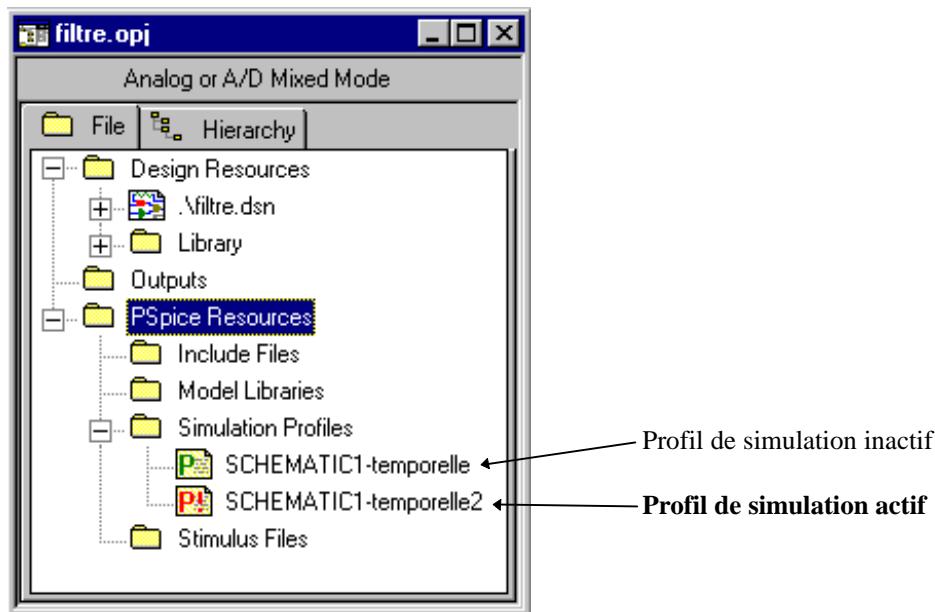 filtre.opj
Analog or A/D Mixed Mode
File Hierarchy
Design Resources
.\filtre.dsn
Library
Outputs
PSpice Resources
Include Files
Model Libraries
Simulation Profiles
SCHEMATIC1-temporelle
Profil de simulation inactif
SCHEMATIC1-temporelle2
Profil de simulation actif
Stimulus Files